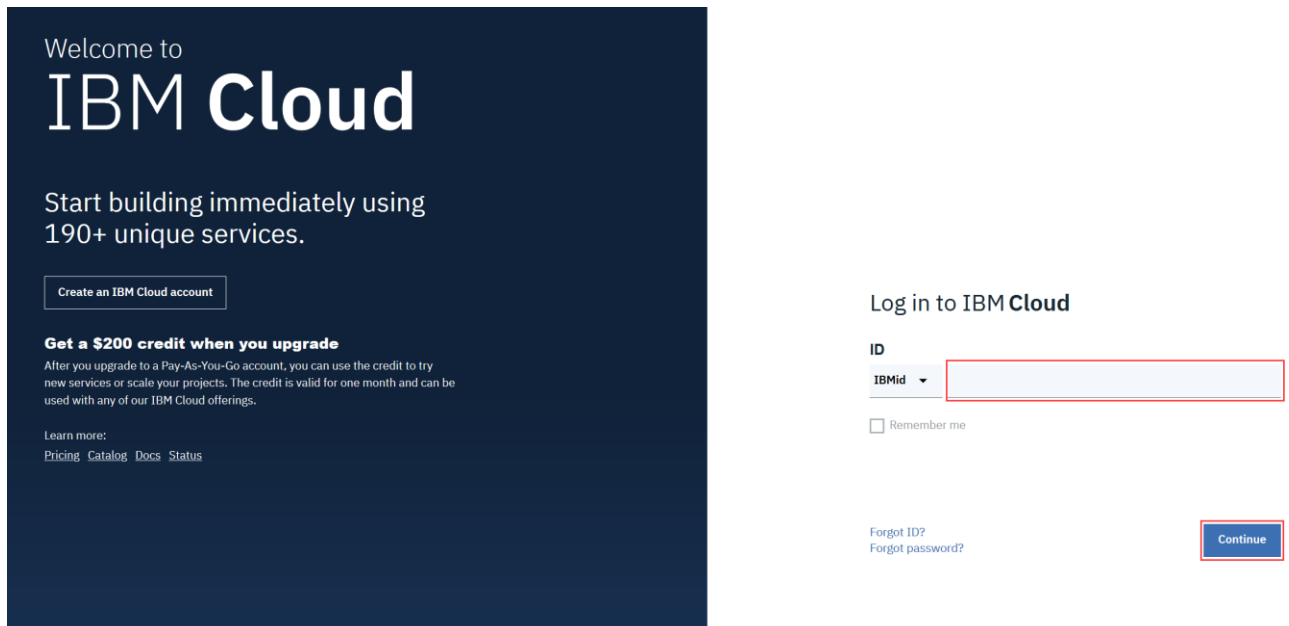 Welcome to
IBM Cloud
Start building immediately using
190+ unique services.
Create an IBM Cloud account
Get a $200 credit when you upgrade
After you upgrade to a Pay-As-You-Go account, you can use the credit to try
new services or scale your projects. The credit is valid for one month and can be
used with any of our IBM Cloud offerings.
Learn more:
Pricing Catalog Docs Status
Log in to IBM Cloud
ID
IBMid
Remember me
Forgot ID?
Forgot password?
Continue